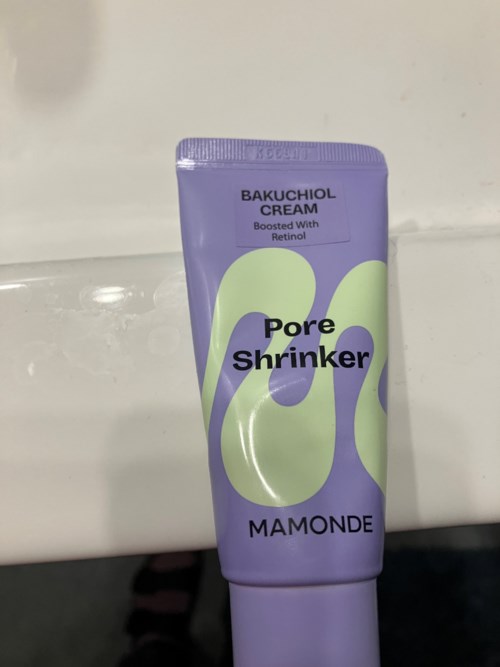 BAKUCHIOL
CREAM
Boosted With
Retinol
Pore
Shrinker
MAMONDE